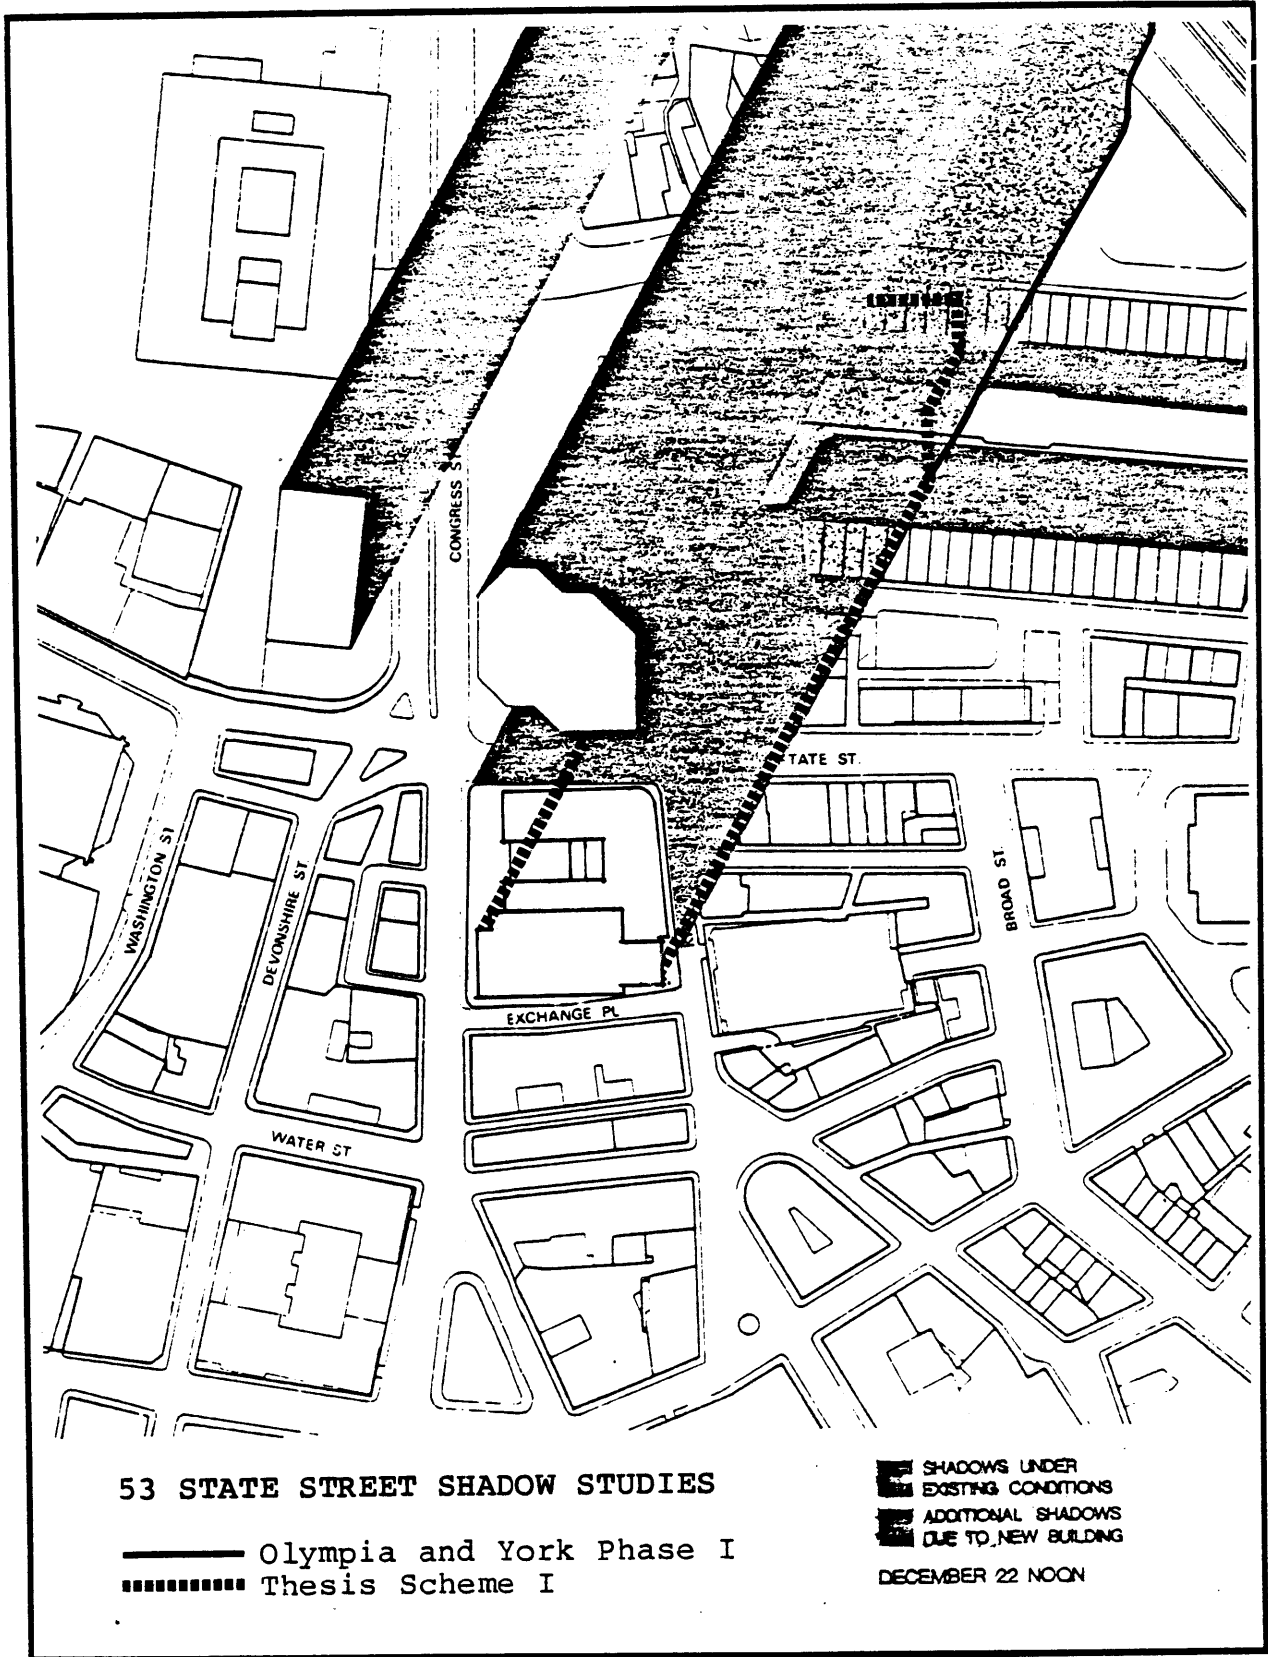 CONGRESS ST
TATE ST.
WASHINGTON ST
DEVONSHIRE ST.
BROAD ST.
EXCHANGE PL
WATER ST
53 STATE STREET SHADOW STUDIES
Olympia and York Phase I
Thesis Scheme I
SHADOWS UNDER
EXISTING CONDITIONS
ADDITIONAL SHADOWS
DUE TO NEW BUILDING
DECEMBER 22 NOON